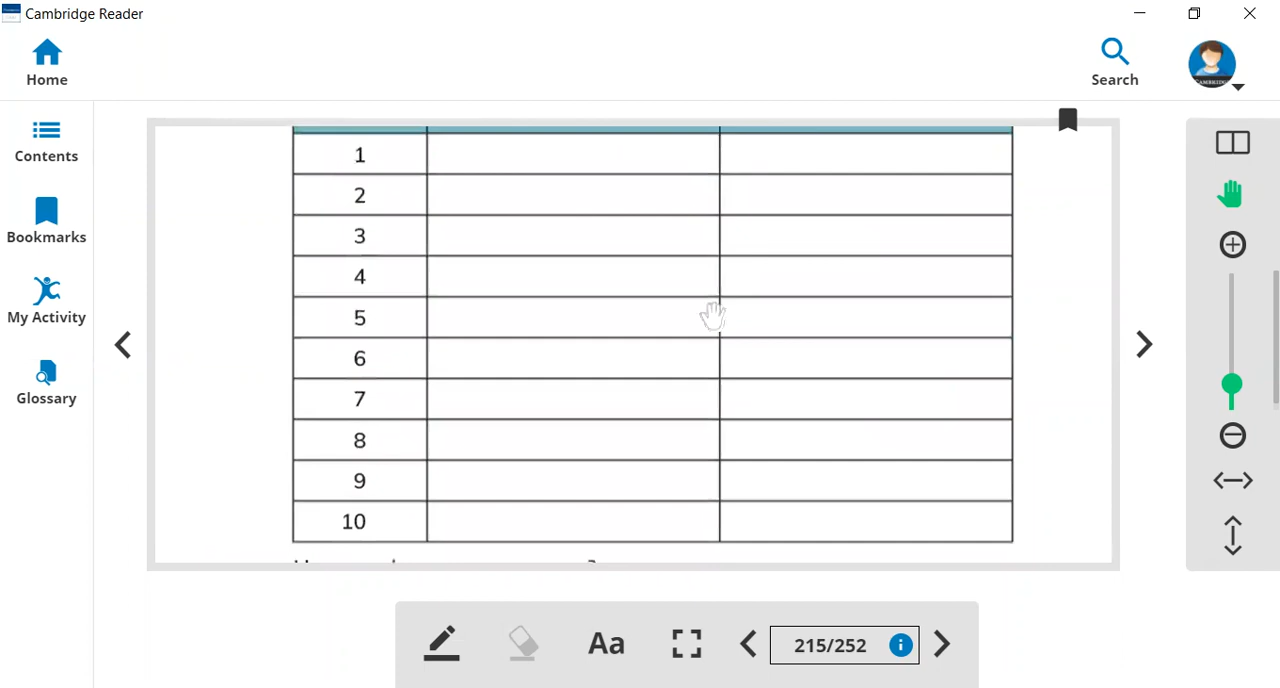 Cambridge Reader
Home
Search
Contents
Bookmarks
My Activity
Glossary
1
2
3
4
5
6
7
8
9
10
Aa
215/252